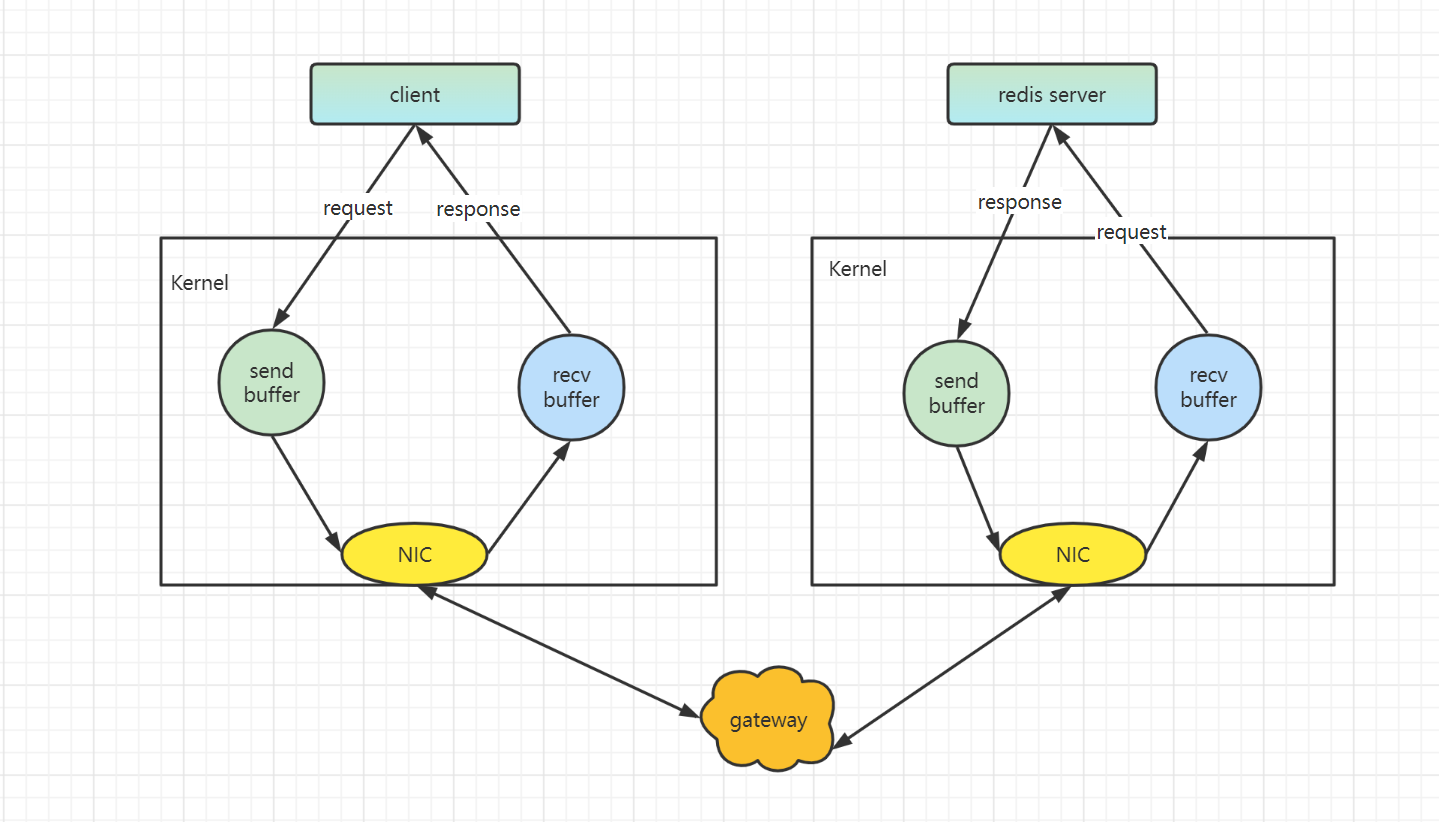 client
redis server
request
response
response
request
Kernel
Kernel
send
buffer
recv
buffer
send
buffer
recv
buffer
NIC
NIC
gateway